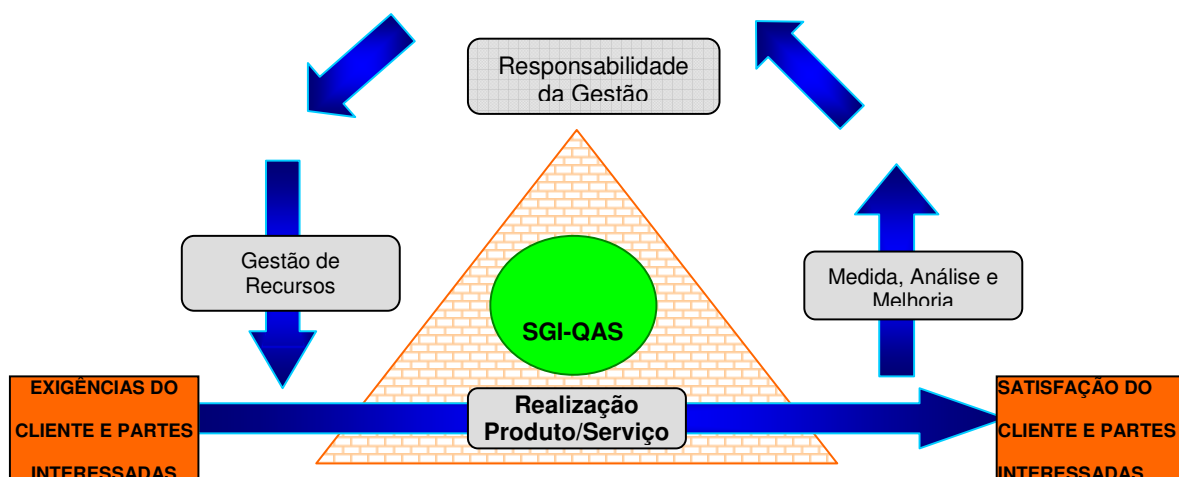 Responsabilidade
da Gestão
Gestão de
Recursos
Medida, Análise e
Melhoria
SGI-QAS
EXIGÊNCIAS DO
CLIENTE E PARTES
INTERESSADAS
Realização
Produto/Serviço
SATISFAÇÃO DO
CLIENTE E PARTES
INTERESSADAS